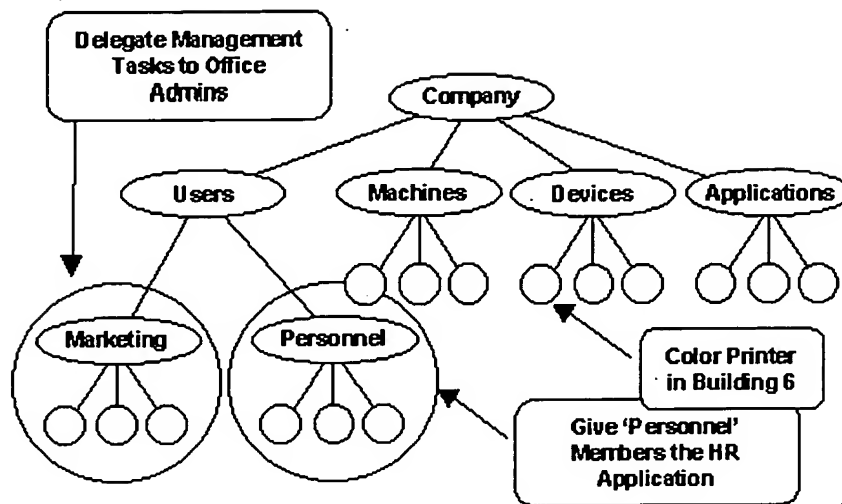 Delegate Management
Tasks to Office
Admins
Company
Users
Machines
Devices
Applications
Marketing
Personnel
Color Printer
in Building 6
Give ‘Personnel’
Members the HR
Application